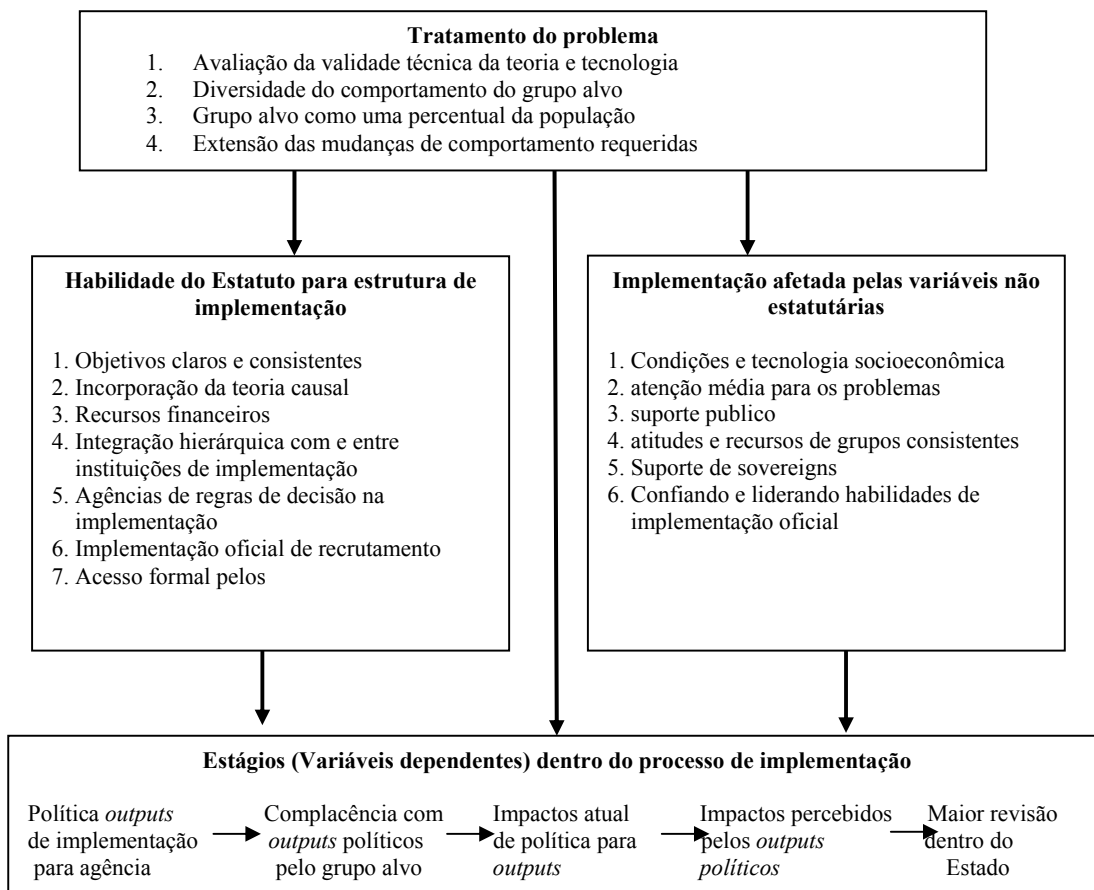 Tratamento do problema
1. Avaliação da validade técnica da teoria e tecnologia
2. Diversidade do comportamento do grupo alvo
3. Grupo alvo como uma percentual da população
4. Extensão das mudanças de comportamento requeridas
Habilidade do Estatuto para estrutura de
implementação
1. Objetivos claros e consistentes
2. Incorporação da teoria causal
3. Recursos financeiros
4. Integração hierárquica com e entre
instituições de implementação
5. Agências de regras de decisão na
implementação
6. Implementação oficial de recrutamento
7. Acesso formal pelos
Implementação afetada pelas variáveis não
estatutárias
1. Condições e tecnologia socioeconômica
2. atenção média para os problemas
3. suporte publico
4. atitudes e recursos de grupos consistentes
5. Suporte de sovereigns
6. Confiando e liderando habilidades de
implementação oficial
Estágios (Variáveis dependentes) dentro do processo de implementação
Política outputs
de implementação
para agência
Complacência com
outputs políticos
pelo grupo alvo
Impactos atual
de política para
outputs
Impactos percebidos
pelos outputs
políticos
Maior revisão
dentro do
Estado